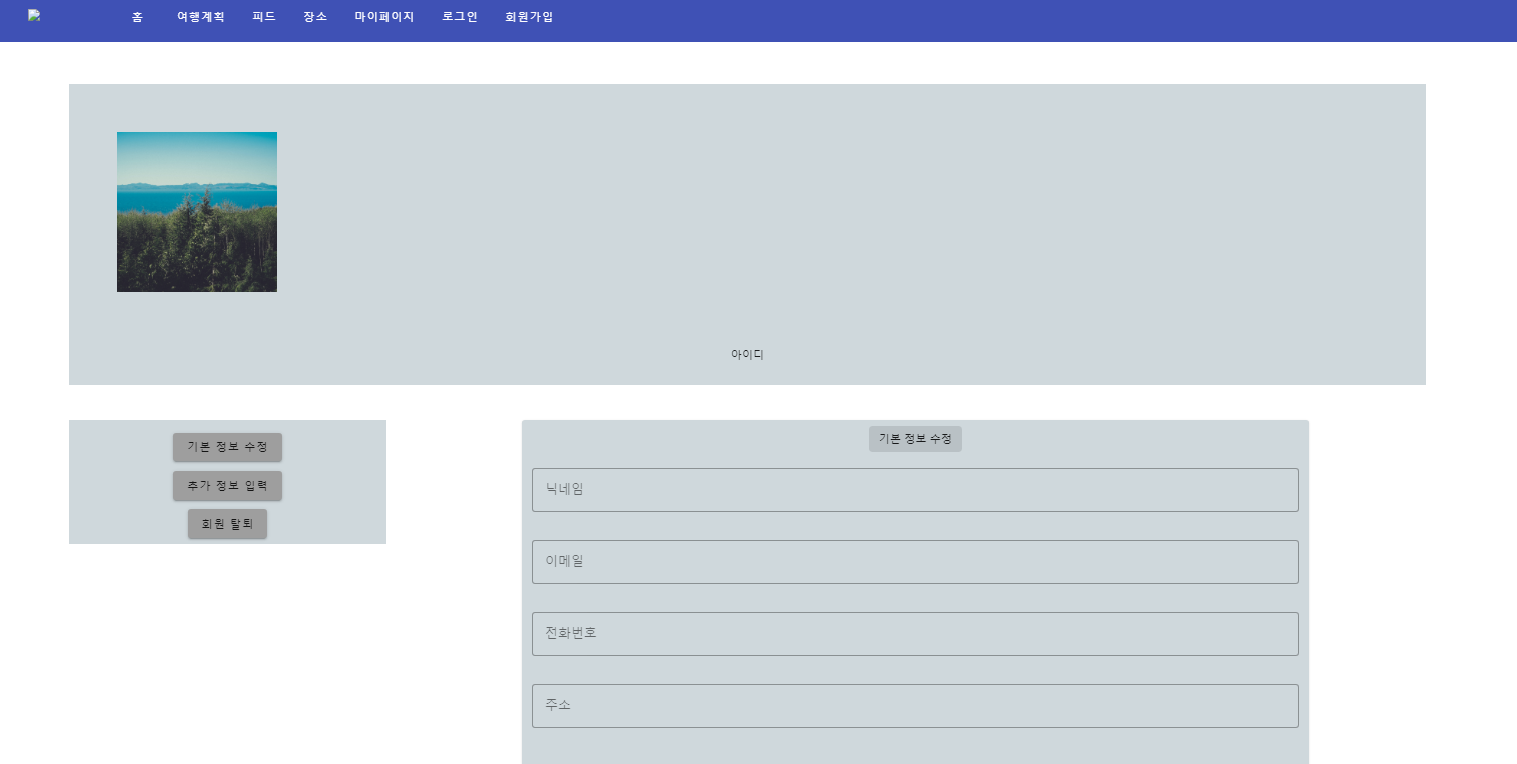 홈 여행계획 피드 장소 마이페이지 로그인 회원가입
아이디
기본 정보 수정
추가 정보 입력
회원 탈퇴
기본 정보 수정
닉네임
이메일
전화번호
주소